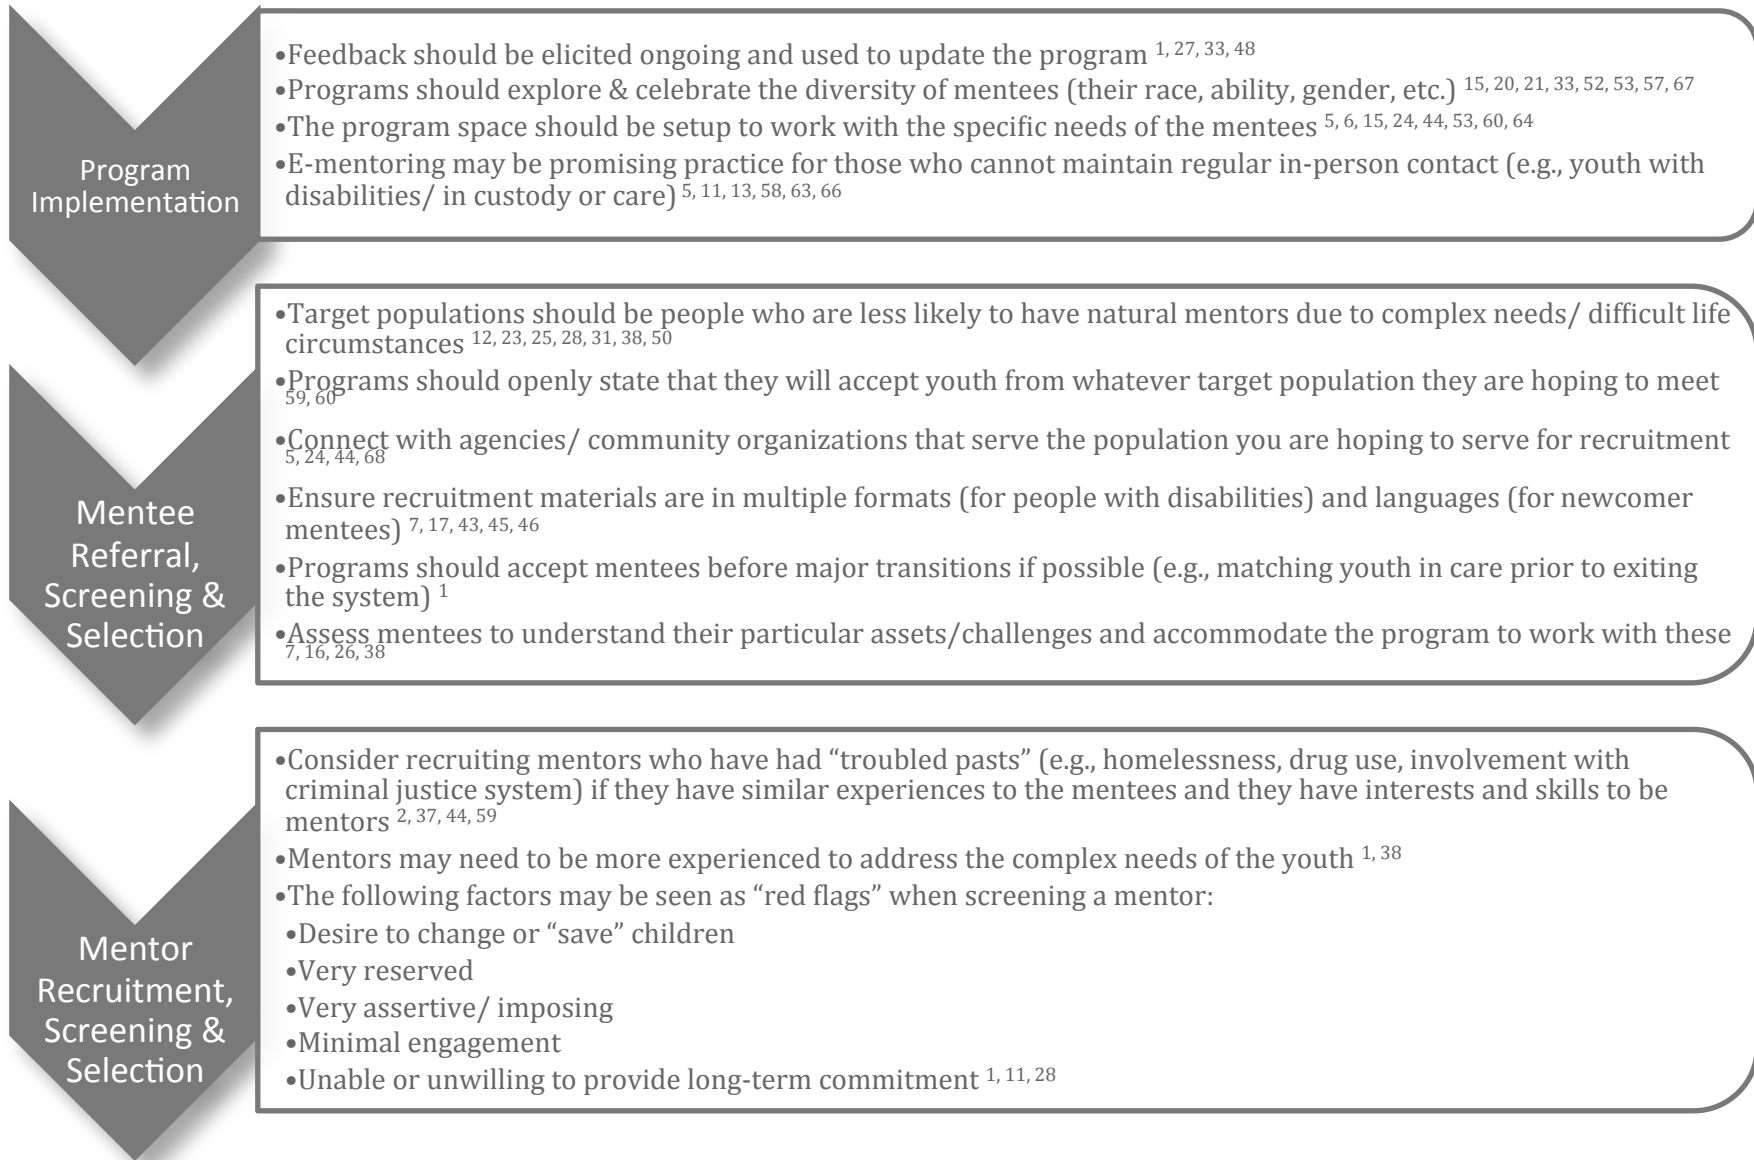 Program
Implementation
•Feedback should be elicited ongoing and used to update the program 1, 27, 33, 48
•Programs should explore & celebrate the diversity of mentees (their race, ability, gender, etc.) 15, 20, 21, 33, 52, 53, 57, 67
•The program space should be setup to work with the specific needs of the mentees 5, 6, 15, 24, 44, 53, 60, 64
•E-mentoring may be promising practice for those who cannot maintain regular in-person contact (e.g., youth with
disabilities/ in custody or care) 5, 11, 13, 58, 63, 66
Mentee
Referral,
Screening &
Selection
•Target populations should be people who are less likely to have natural mentors due to complex needs/ difficult life
circumstances 12, 23, 25, 28, 31, 38, 50
•Programs should openly state that they will accept youth from whatever target population they are hoping to meet
59, 60
•Connect with agencies/ community organizations that serve the population you are hoping to serve for recruitment
5, 24, 44, 68
•Ensure recruitment materials are in multiple formats (for people with disabilities) and languages (for newcomer
mentees) 7, 17, 43, 45, 46
•Programs should accept mentees before major transitions if possible (e.g., matching youth in care prior to exiting
the system) 1
•Assess mentees to understand their particular assets/challenges and accommodate the program to work with these
7, 16, 26, 38
Mentor
Recruitment,
Screening &
Selection
•Consider recruiting mentors who have had “troubled pasts” (e.g., homelessness, drug use, involvement with
criminal justice system) if they have similar experiences to the mentees and they have interests and skills to be
mentors 2, 37, 44, 59
•Mentors may need to be more experienced to address the complex needs of the youth 1, 38
•The following factors may be seen as “red flags” when screening a mentor:
•Desire to change or “save” children
•Very reserved
•Very assertive/ imposing
•Minimal engagement
•Unable or unwilling to provide long-term commitment 1, 11, 28